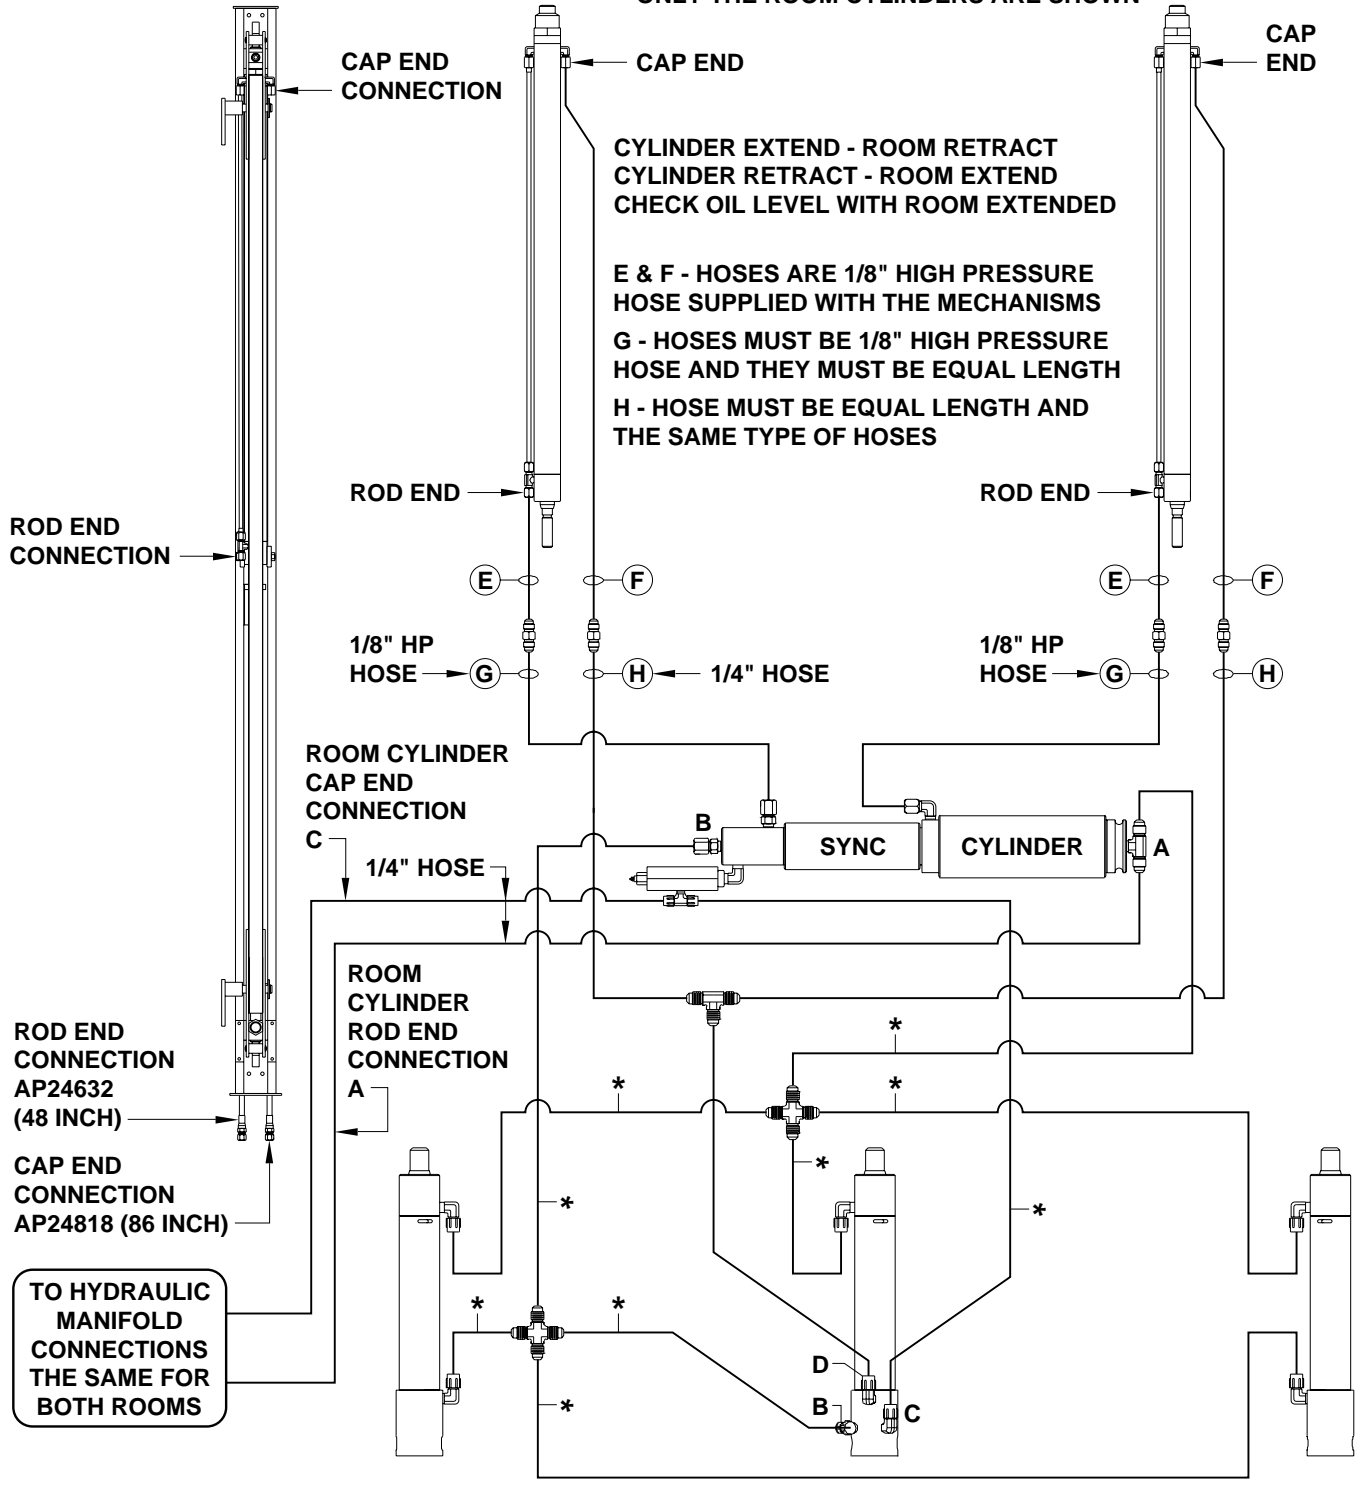 ONLY THE ROOM CYLINDERS ARE SHOWN
CAP END
CONNECTION
CAP END
CAP
END
CYLINDER EXTEND - ROOM RETRACT
CYLINDER RETRACT - ROOM EXTEND
CHECK OIL LEVEL WITH ROOM EXTENDED
E & F - HOSES ARE 1/8" HIGH PRESSURE
HOSE SUPPLIED WITH THE MECHANISMS
G - HOSES MUST BE 1/8" HIGH PRESSURE
HOSE AND THEY MUST BE EQUAL LENGTH
H - HOSE MUST BE EQUAL LENGTH AND
THE SAME TYPE OF HOSES
ROD END
ROD END
ROD END
CONNECTION
E
F
E
F
1/8" HP
HOSE
G
H
1/4" HOSE
1/8" HP
HOSE
G
H
ROOM CYLINDER
CAP END
CONNECTION
C
1/4" HOSE
B
SYNC
CYLINDER
A
ROOM
CYLINDER
ROD END
CONNECTION
A
ROD END
CONNECTION
AP24632
(48 INCH)
CAP END
CONNECTION
AP24818 (86 INCH)
*
*
*
*
*
*
TO HYDRAULIC
MANIFOLD
CONNECTIONS
THE SAME FOR
BOTH ROOMS
*
*
*
D
B
C